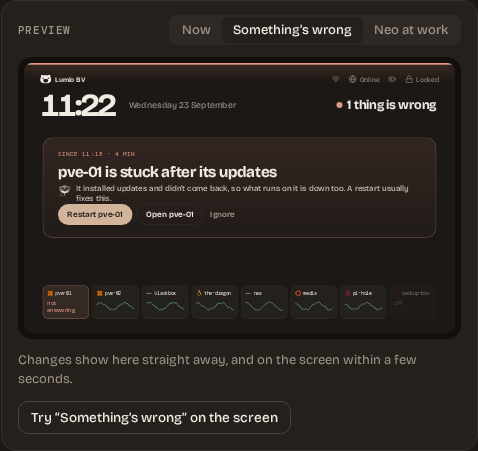 PREVIEW
Now
Something's wrong
Neo at work
Lumio BV
Online
Locked
11:22
Wednesday 23 September
1 thing is wrong
SINCE 11:18 · 4 MIN
pve-01 is stuck after its updates
It installed updates and didn't come back, so what runs on it is down too. A restart usually
fixes this.
Restart pve-01
Open pve-01
Ignore
pve-01
not
answering
pve-02
blackbox
the-dragon
nas
media
pi-hole
backup-box
off
Changes show here straight away, and on the screen within a few
seconds.
Try “Something's wrong” on the screen